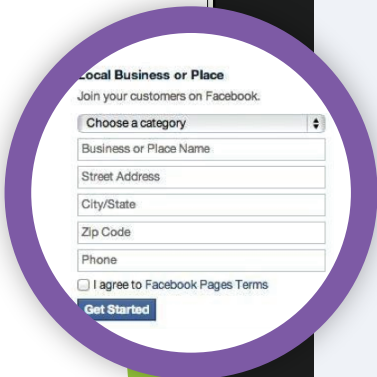 Local Business or Place
Join your customers on Facebook.
Choose a category
Business or Place Name
Street Address
City/State
Zip Code
Phone
I agree to Facebook Pages Terms
Get Started